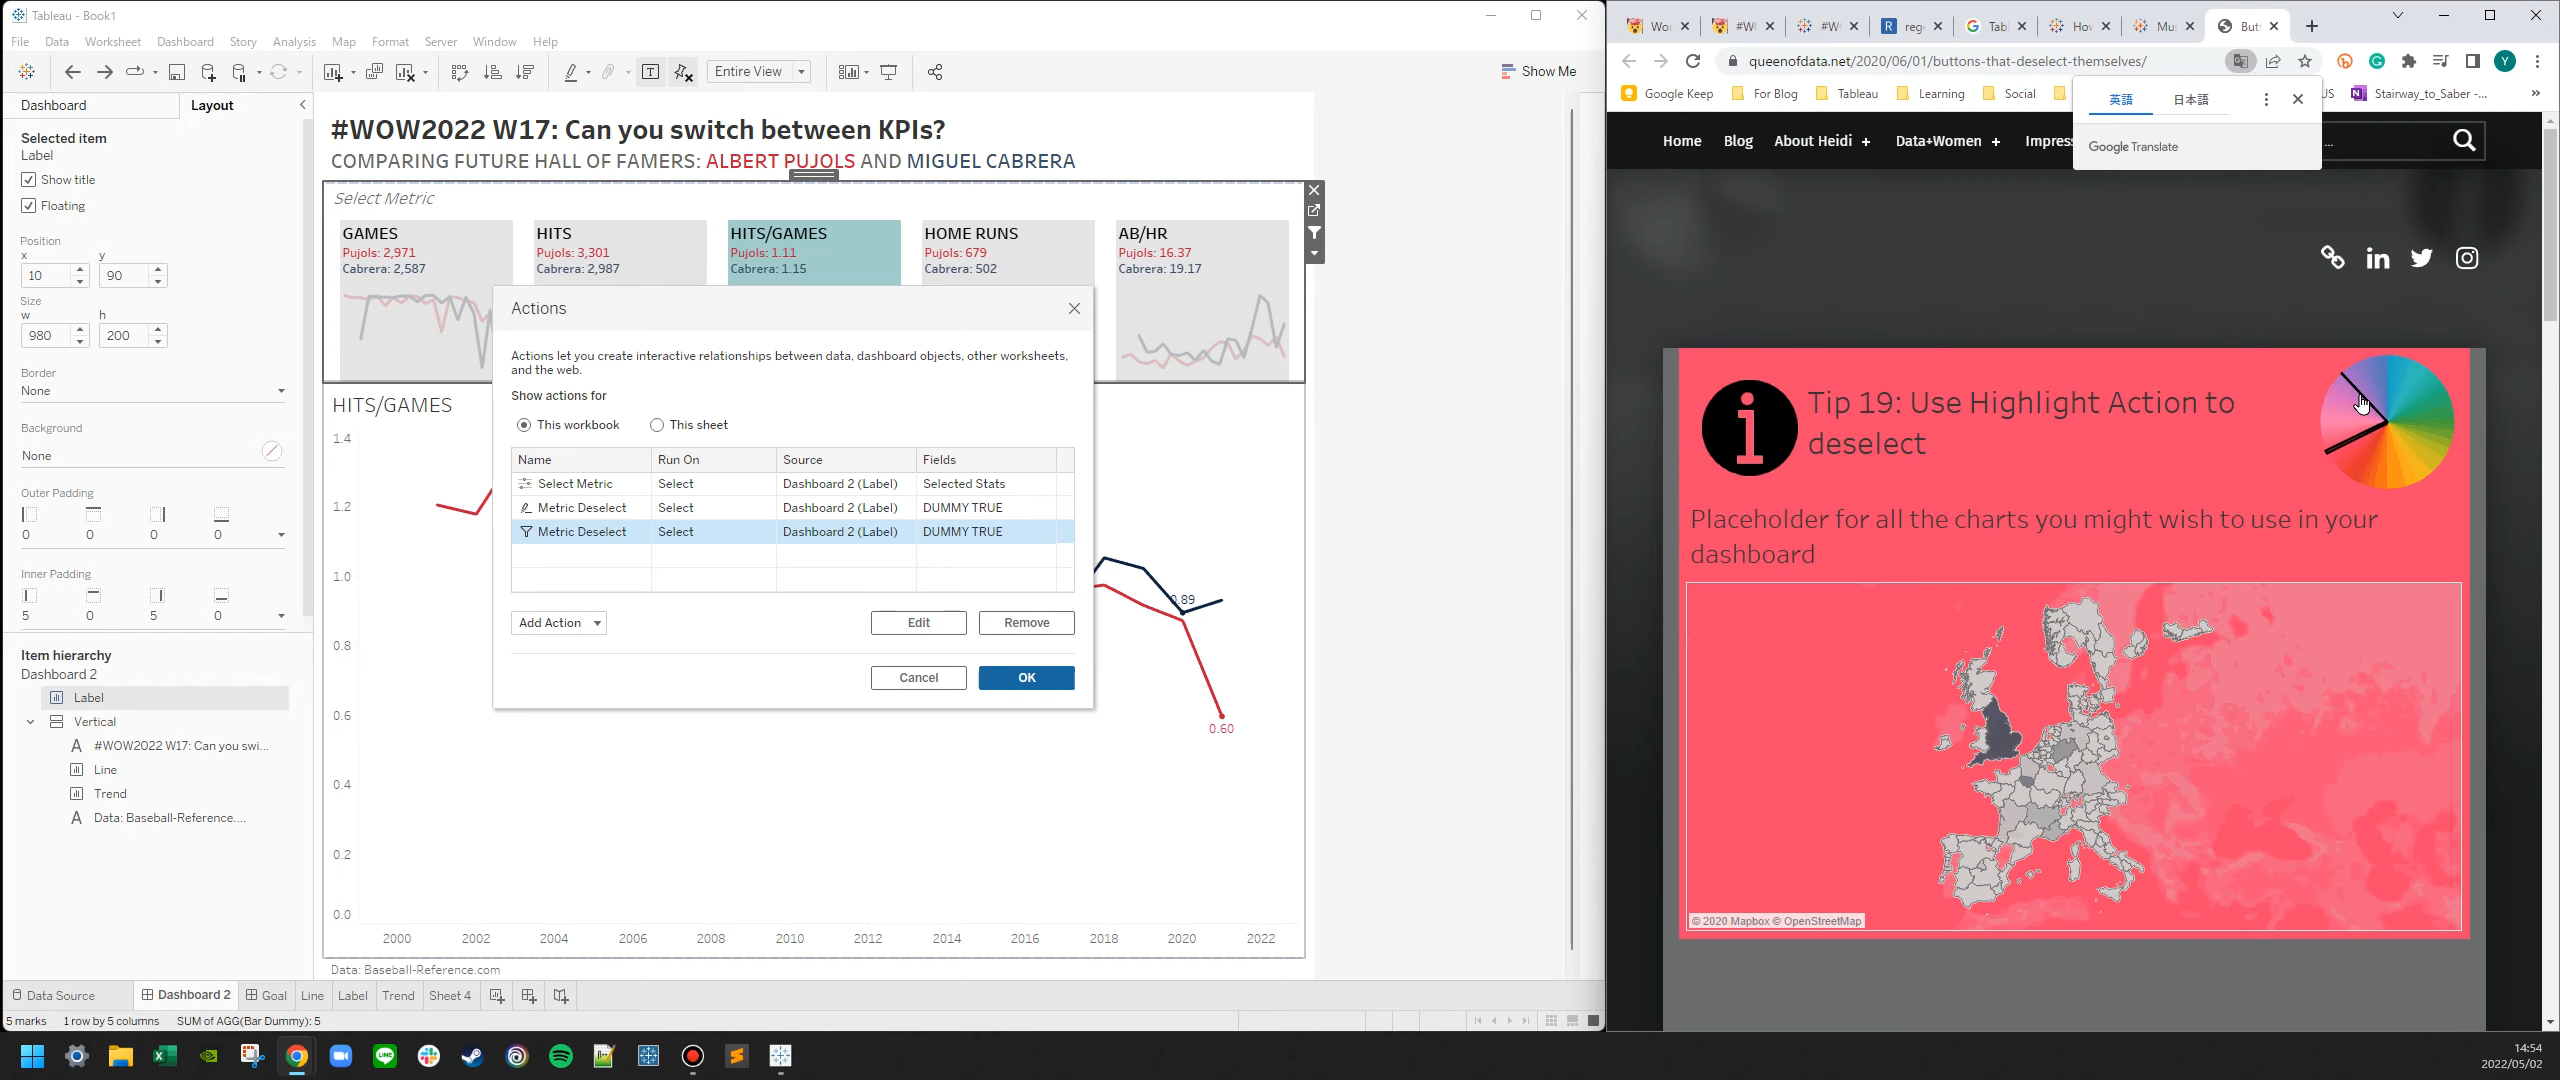 Tableau - Book1
File Data Worksheet Dashboard Story Analysis Map Format Server Window Help
Entire View
Show Me
Dashboard
Layout
Selected item
Label
Show title
Floating
Position
x y
10 90
Size
w h
980 200
Border
None
Background
None
Outer Padding
0 0 0 0
Inner Padding
5 0 5 0
Item hierarchy
Dashboard 2
Label
Vertical
#WOW2022 W17: Can you swi...
Line
Trend
Data: Baseball-Reference....
#WOW2022 W17: Can you switch between KPIs?
COMPARING FUTURE HALL OF FAMERS: ALBERT PUJOLS AND MIGUEL CABRERA
Select Metric
GAMES
Pujols: 2,971
Cabrera: 2,587
HITS
Pujols: 3,301
Cabrera: 2,987
HITS/GAMES
Pujols: 1.11
Cabrera: 1.15
HOME RUNS
Pujols: 679
Cabrera: 502
AB/HR
Pujols: 16.37
Cabrera: 19.17
Actions
Actions let you create interactive relationships between data, dashboard objects, other worksheets,
and the web.
Show actions for
This workbook This sheet
Name Run On Source Fields
Select Metric Select Dashboard 2 (Label) Selected Stats
Metric Deselect Select Dashboard 2 (Label) DUMMY TRUE
Metric Deselect Select Dashboard 2 (Label) DUMMY TRUE
Add Action
Edit
Remove
Cancel
OK
HITS/GAMES
1.4
1.2
1.0
0.8
0.6
0.4
0.2
0.0
0.89
0.60
2000 2002 2004 2006 2008 2010 2012 2014 2016 2018 2020 2022
Data: Baseball-Reference.com
Data Source Dashboard 2 Goal Line Label Trend Sheet 4
5 marks 1 row by 5 columns SUM of AGG(Bar Dummy): 5
Wor #W #W reg Tabl How Mus But
queenofdata.net/2020/06/01/buttons-that-deselect-themselves/
Y
Google Keep For Blog Tableau Learning Social US Stairway_to_Saber -...
英語 日本語
Google Translate
Home Blog About Heidi + Data+Women + Impress
...
Tip 19: Use Highlight Action to
deselect
Placeholder for all the charts you might wish to use in your
dashboard
© 2020 Mapbox © OpenStreetMap
LINE
14:54
2022/05/02